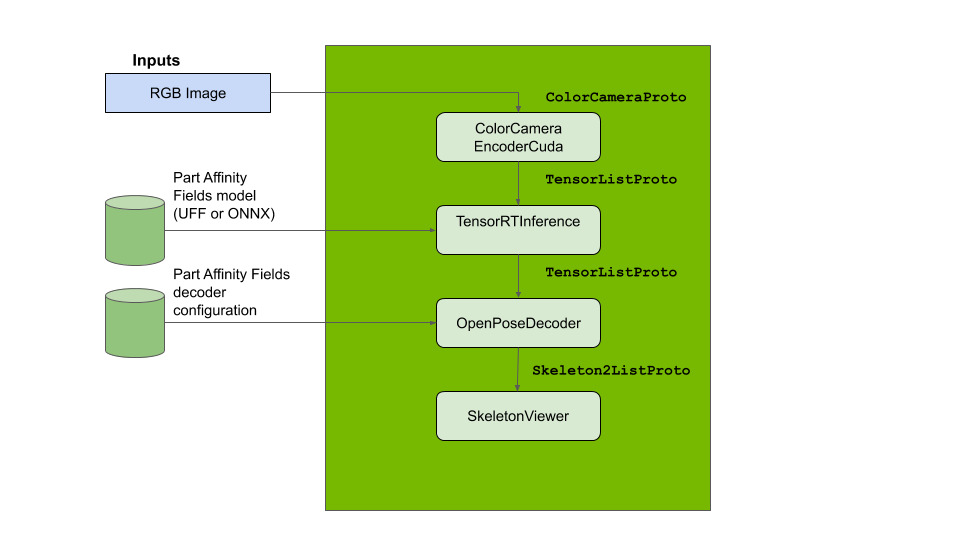 Inputs
RGB Image
ColorCameraProto
ColorCamera
EncoderCuda
Part Affinity
Fields model
(UFF or ONNX)
TensorListProto
TensorRTInference
Part Affinity Fields
decoder
configuration
TensorListProto
OpenPoseDecoder
Skeleton2ListProto
SkeletonViewer